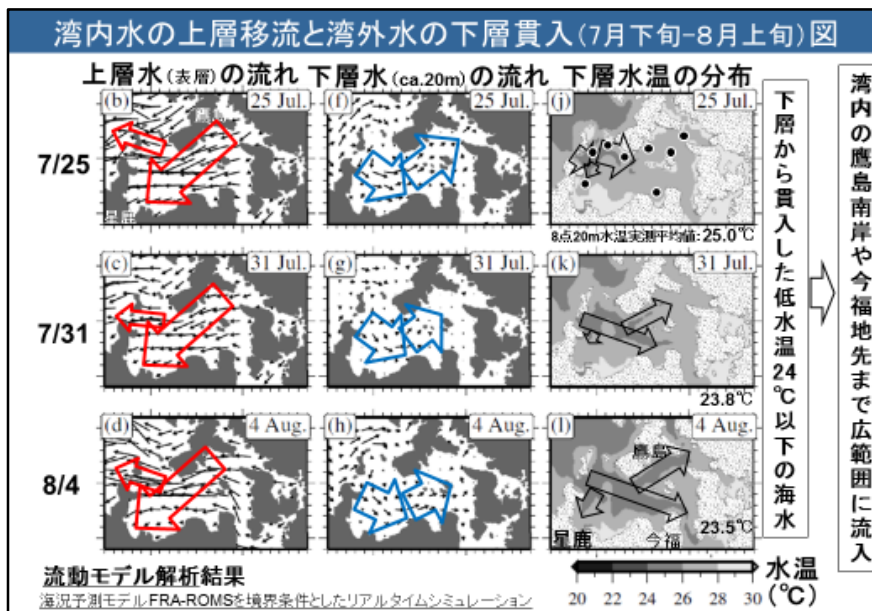 湾内水の上層移流と湾外水の下層貫入(7月下旬-8月上旬)図
上層水(表層)の流れ
下層水(ca.20m)の流れ
下層水温の分布
7/25
(b)
25 Jul.
鷹
星鹿
(f)
25 Jul.
(j)
25 Jul.
8点20m水温実測平均値:25.0℃
7/31
(c)
31 Jul.
(g)
31 Jul.
(k)
31 Jul.
23.8℃
8/4
(d)
4 Aug.
(h)
4 Aug.
(l)
4 Aug.
鷹島
23.5℃
星鹿
今福
下層から貫入した低水温24℃以下の海水
湾内の鷹島南岸や今福地先まで広範囲に流入
流動モデル解析結果
海況予測モデルFRA-ROMSを境界条件としたリアルタイムシミュレーション
20 22 24 26 28 30
水温
(℃)